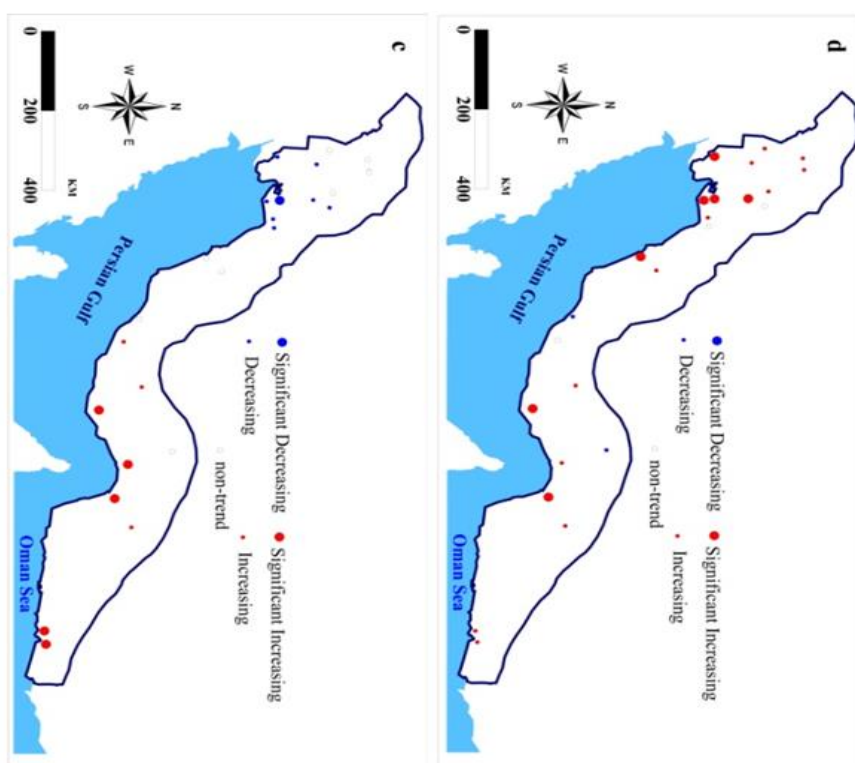 d
Significant Decreasing Significant Increasing
Decreasing Increasing
non-trend
N
W E
S
KM
0 200 400
Persian Gulf
Oman Sea
c
Significant Decreasing Significant Increasing
Decreasing Increasing
non-trend
N
W E
S
KM
0 200 400
Persian Gulf
Oman Sea